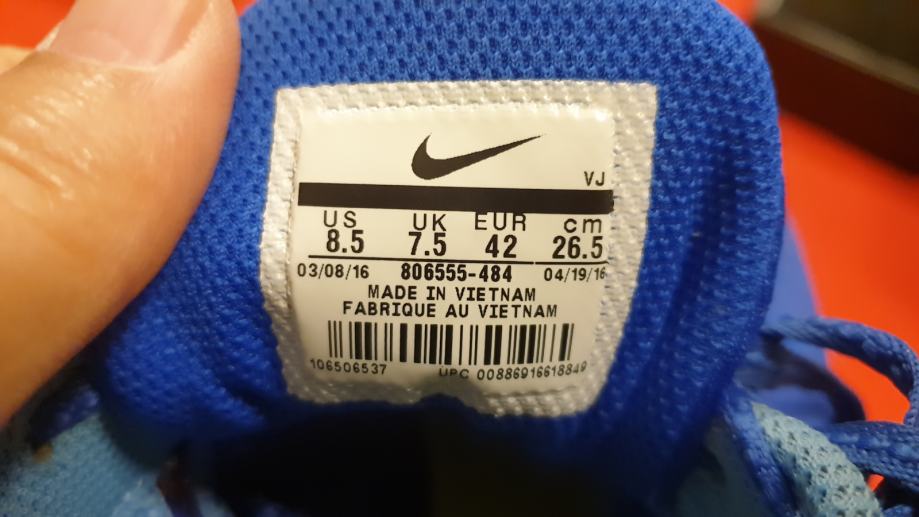 VJ
US UK EUR cm
8.5 7.5 42 26.5
03/08/16 806555-484 04/19/16
MADE IN VIETNAM
FABRIQUE AU VIETNAM
106506537 UPC 00886916618849